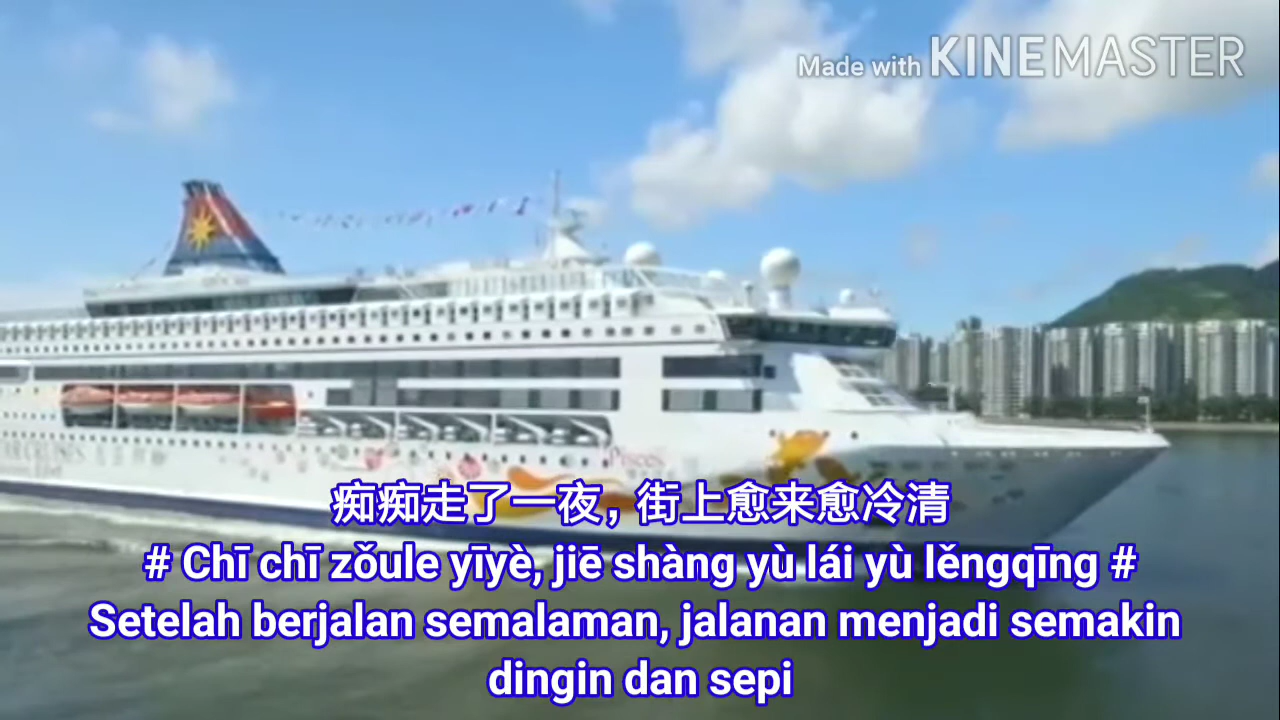 Made with KINEMASTER
Pisces
痴痴走了一夜, 街上愈来愈冷清
# Chī chī zǒule yīyè, jiē shàng yù lái yù lěngqīng #
Setelah berjalan semalaman, jalanan menjadi semakin
dingin dan sepi